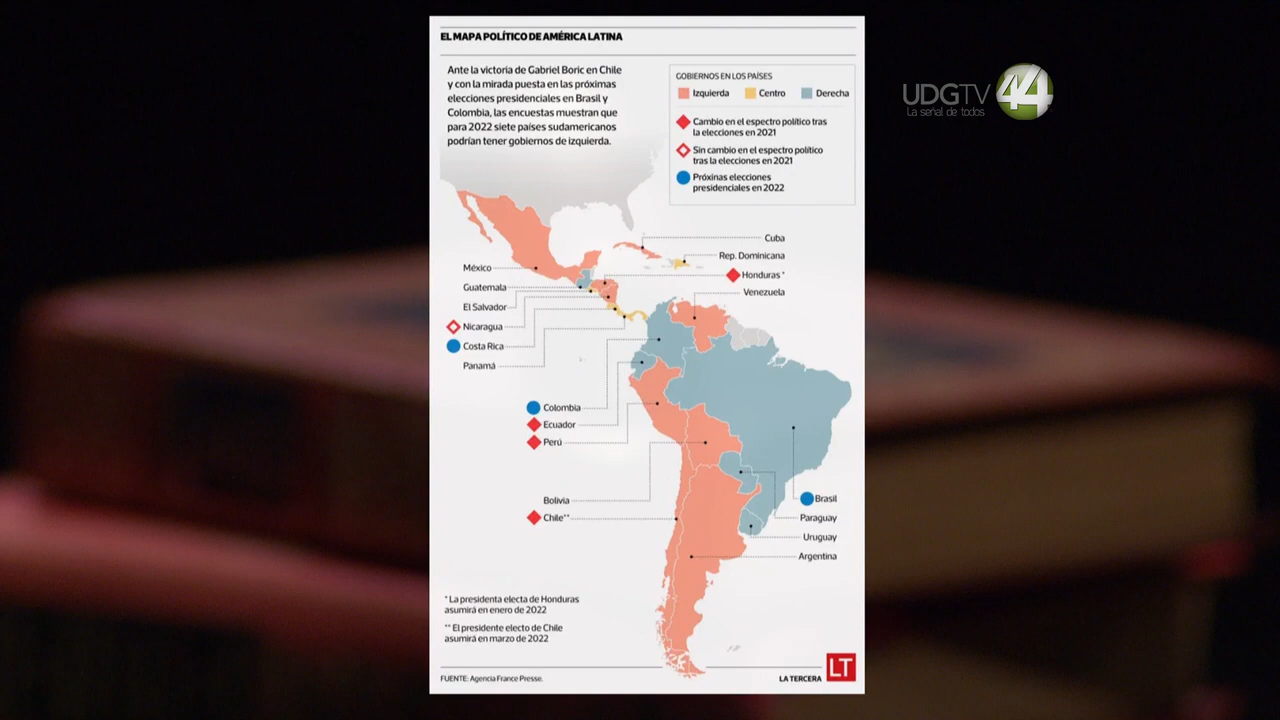 EL MAPA POLÍTICO DE AMÉRICA LATINA
Ante la victoria de Gabriel Boric en Chile
y con la mirada puesta en las próximas
elecciones presidenciales en Brasil y
Colombia, las encuestas muestran que
para 2022 siete países sudamericanos
podrían tener gobiernos de izquierda.
GOBIERNOS EN LOS PAÍSES
Izquierda
Centro
Derecha
Cambio en el espectro político tras
la elecciones en 2021
Sin cambio en el espectro político
tras la elecciones en 2021
Próxinas elecciones
presidenciales en 2022
UDGTV 44
La señal de todos
Cuba
Rep. Dominicana
Honduras *
Venezuela
México
Guatemala
El Salvador
Nicaragua
Costa Rica
Panamá
Colombia
Ecuador
Perú
Bolivia
Chile**
Brasil
Paraguay
Uruguay
Argentina
* La presidenta electa de Honduras
asumirá en enero de 2022
** El presidente electo de Chile
asumirá en marzo de 2022
FUENTE: Agencia France Presse.
LA TERCERA
LT